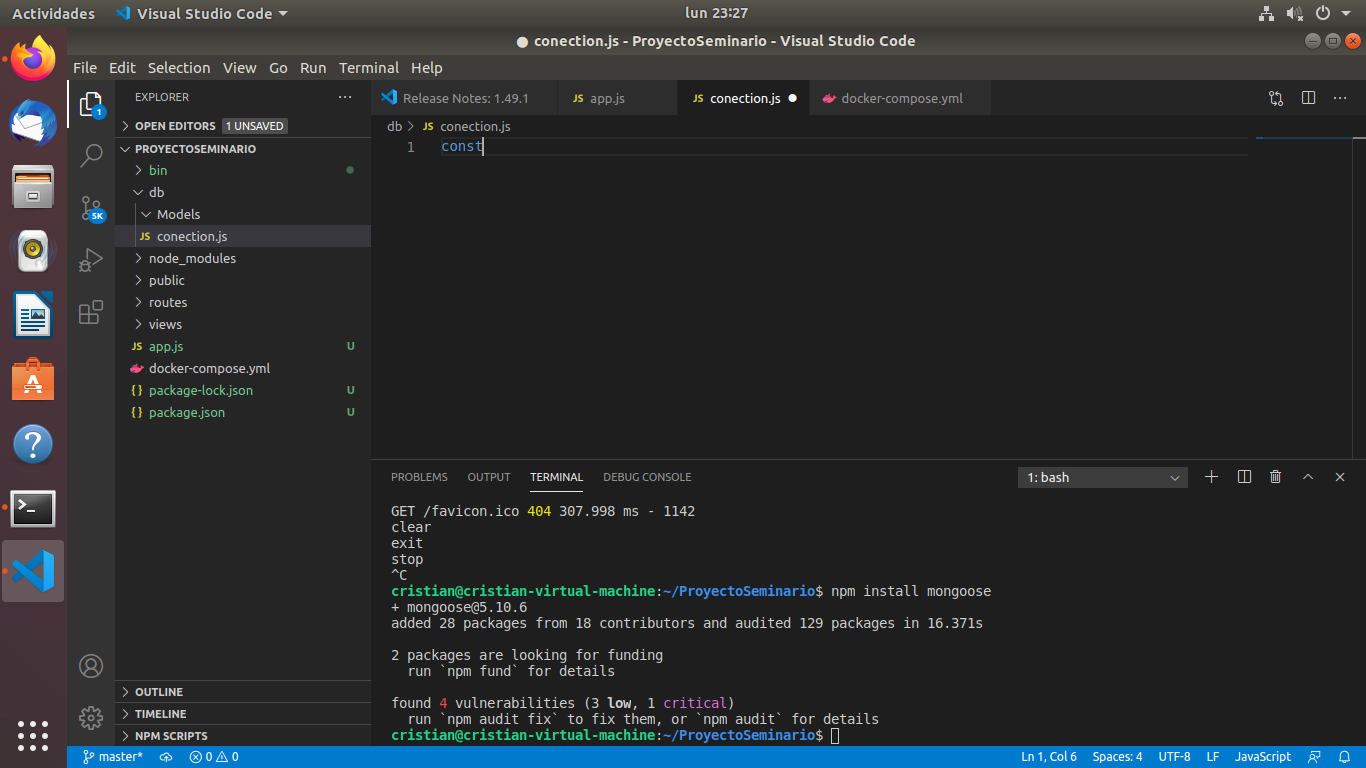 Actividades Visual Studio Code lun 23:27
● conection.js - ProyectoSeminario - Visual Studio Code
File Edit Selection View Go Run Terminal Help
EXPLORER
OPEN EDITORS 1 UNSAVED
PROYECTOSEMINARIO
bin
db
Models
JS conection.js
node_modules
public
routes
views
JS app.js U
docker-compose.yml
{} package-lock.json U
{} package.json U
OUTLINE
TIMELINE
NPM SCRIPTS
1
5K
Release Notes: 1.49.1 JS app.js JS conection.js ● docker-compose.yml
db > JS conection.js
1 const
PROBLEMS OUTPUT TERMINAL DEBUG CONSOLE 1: bash
GET /favicon.ico 404 307.998 ms - 1142
clear
exit
stop
^C
cristian@cristian-virtual-machine:~/ProyectoSeminario$ npm install mongoose
+ mongoose@5.10.6
added 28 packages from 18 contributors and audited 129 packages in 16.371s
2 packages are looking for funding
run `npm fund` for details
found 4 vulnerabilities (3 low, 1 critical)
run `npm audit fix` to fix them, or `npm audit` for details
cristian@cristian-virtual-machine:~/ProyectoSeminario$
master* 0 0 Ln 1, Col 6 Spaces: 4 UTF-8 LF JavaScript